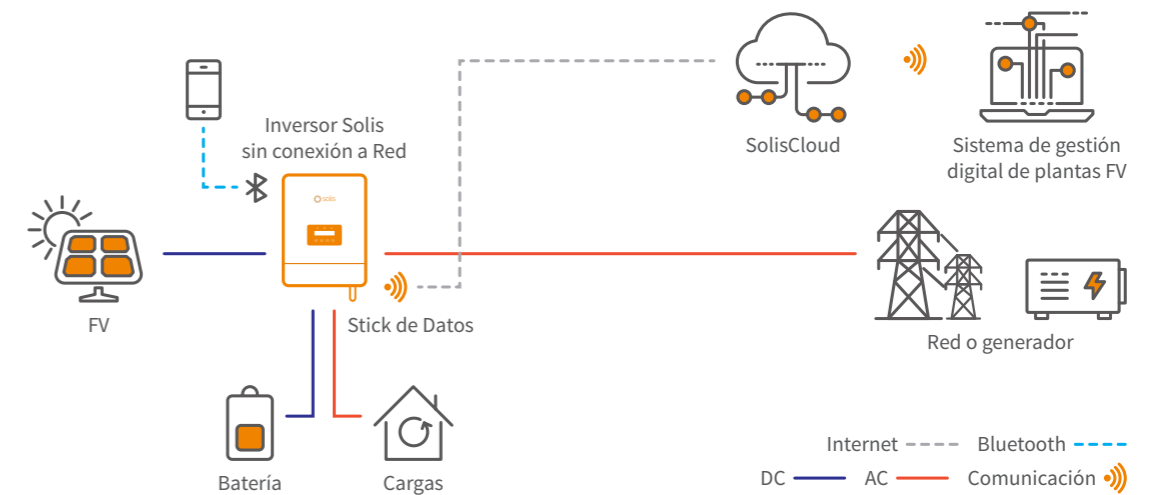 Inversor Solis
sin conexión a Red
solis
SolisCloud
Sistema de gestión
digital de plantas FV
FV
Stick de Datos
Red o generador
Batería
Cargas
Internet
Bluetooth
DC
AC
Comunicación